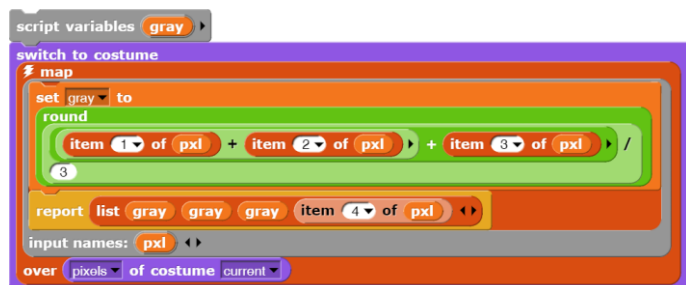 script variables gray
switch to costume
map
set gray to
round
item 1 of pxl + item 2 of pxl + item 3 of pxl /
3
report list gray gray gray item 4 of pxl
input names: pxl
over pixels of costume current